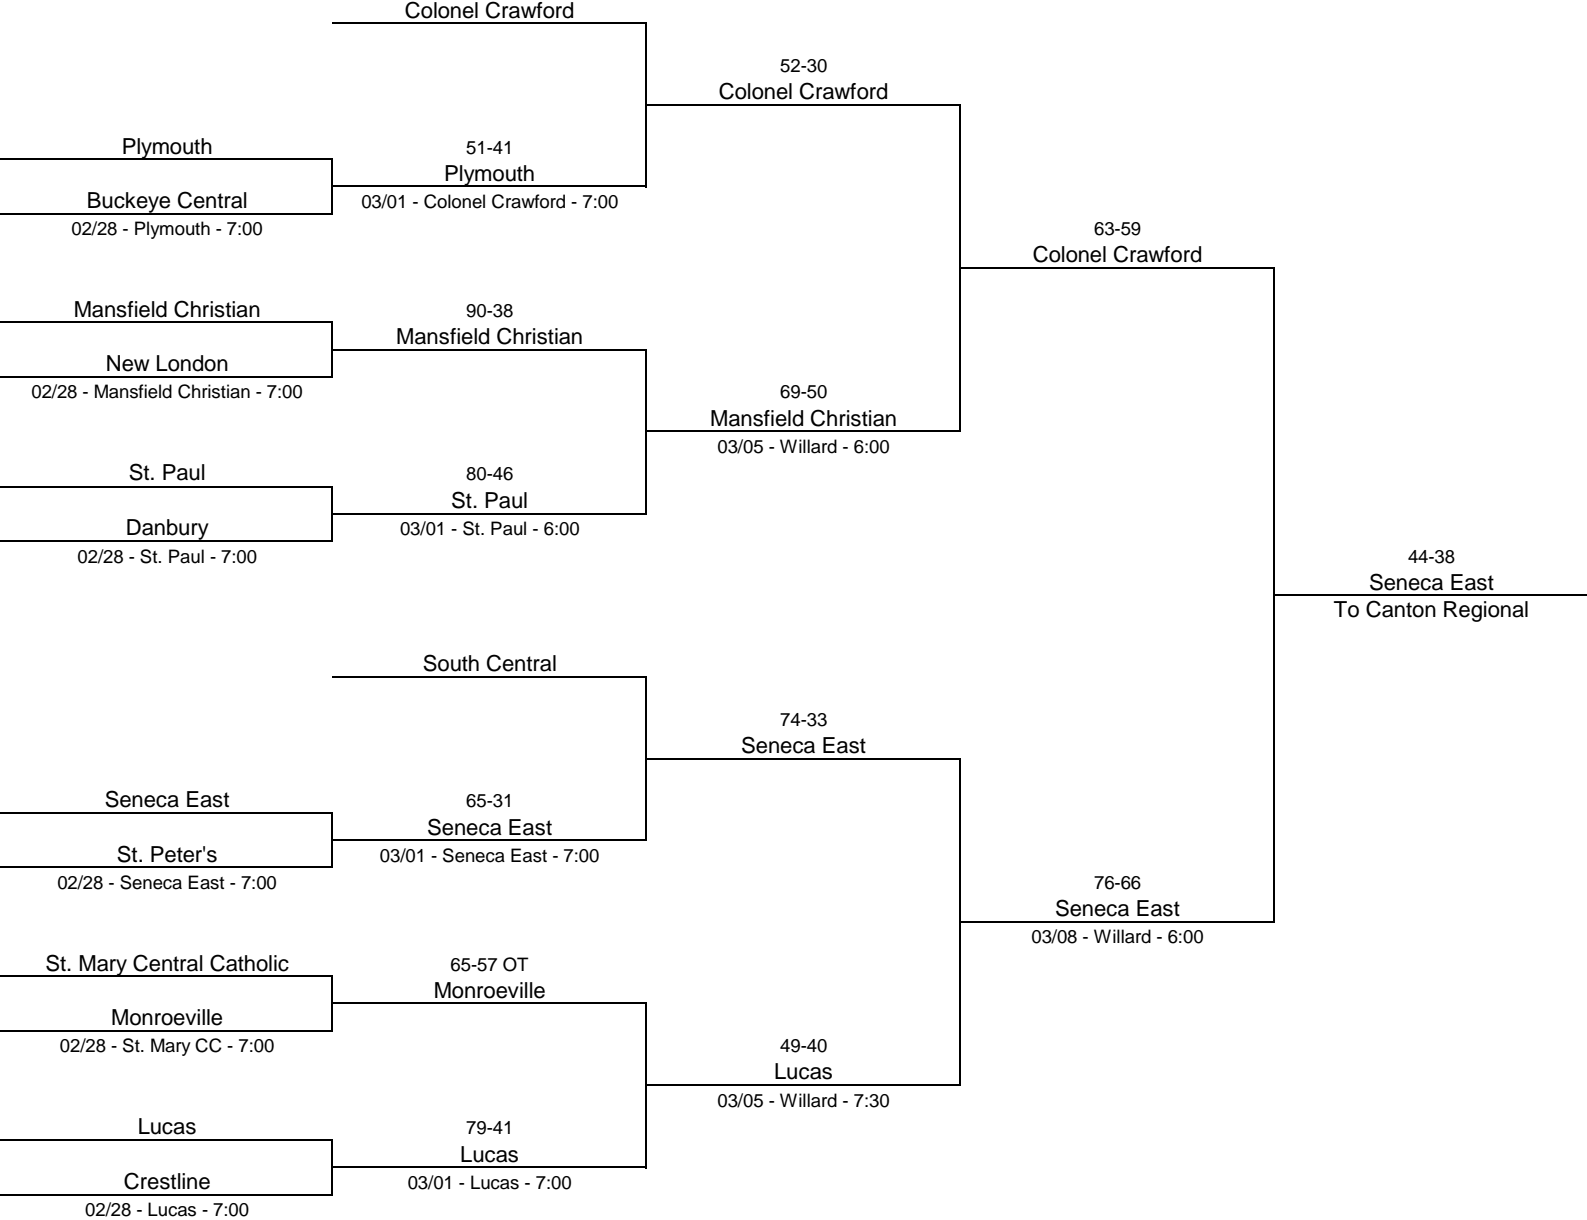 Colonel Crawford
52-30
Colonel Crawford
Plymouth
51-41
Plymouth
Buckeye Central
03/01 - Colonel Crawford - 7:00
02/28 - Plymouth - 7:00
63-59
Colonel Crawford
Mansfield Christian
90-38
Mansfield Christian
New London
02/28 - Mansfield Christian - 7:00
69-50
Mansfield Christian
03/05 - Willard - 6:00
St. Paul
80-46
St. Paul
Danbury
03/01 - St. Paul - 6:00
02/28 - St. Paul - 7:00
44-38
Seneca East
To Canton Regional
South Central
74-33
Seneca East
Seneca East
65-31
Seneca East
St. Peter's
03/01 - Seneca East - 7:00
02/28 - Seneca East - 7:00
76-66
Seneca East
03/08 - Willard - 6:00
St. Mary Central Catholic
65-57 OT
Monroeville
Monroeville
02/28 - St. Mary CC - 7:00
49-40
Lucas
03/05 - Willard - 7:30
Lucas
79-41
Lucas
Crestline
03/01 - Lucas - 7:00
02/28 - Lucas - 7:00